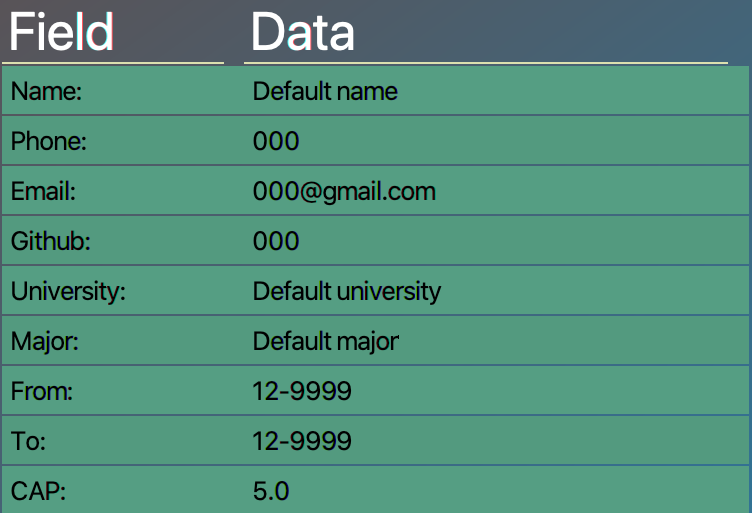 Field Data
Name: Default name
Phone: 000
Email: 000@gmail.com
Github: 000
University: Default university
Major: Default major
From: 12-9999
To: 12-9999
CAP: 5.0